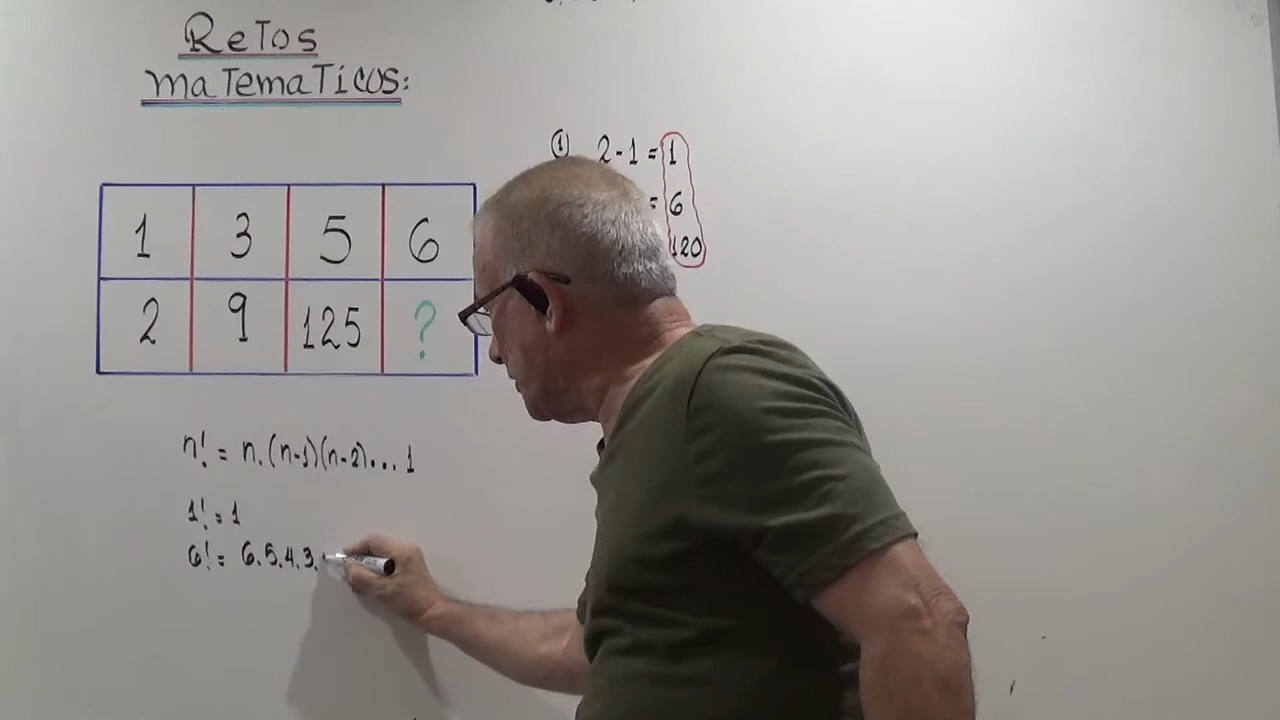 ReTos
maTemaTicos:
1 3 5 6
2 9 125 ?
n! = n.(n-1)(n-2)...1
1! = 1
6! = 6.5.4.3.
① 2-1 = 1
= 6
120